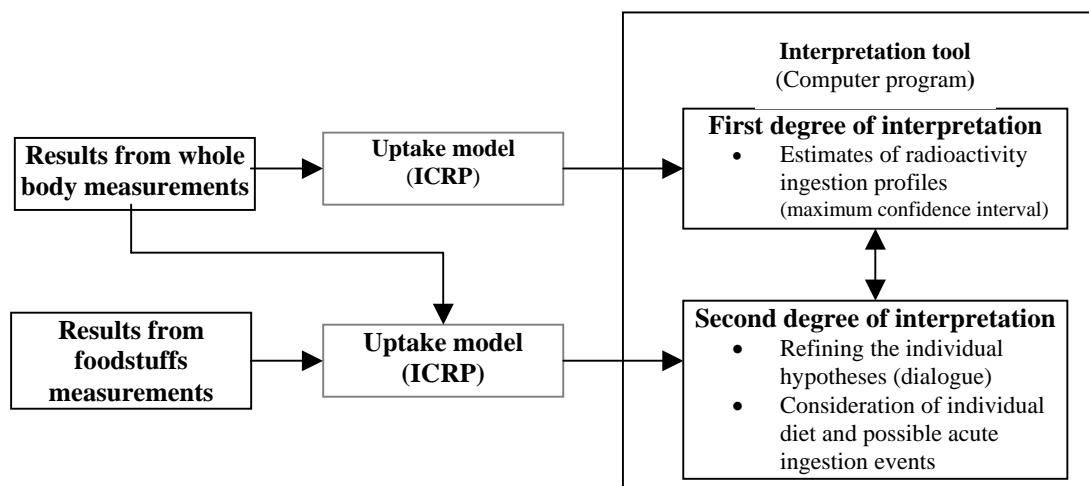 Interpretation tool
(Computer program)
First degree of interpretation
• Estimates of radioactivity
ingestion profiles
(maximum confidence interval)
Results from whole
body measurements
Uptake model
(ICRP)
Results from
foodstuffs
measurements
Uptake model
(ICRP)
Second degree of interpretation
• Refining the individual
hypotheses (dialogue)
• Consideration of individual
diet and possible acute
ingestion events